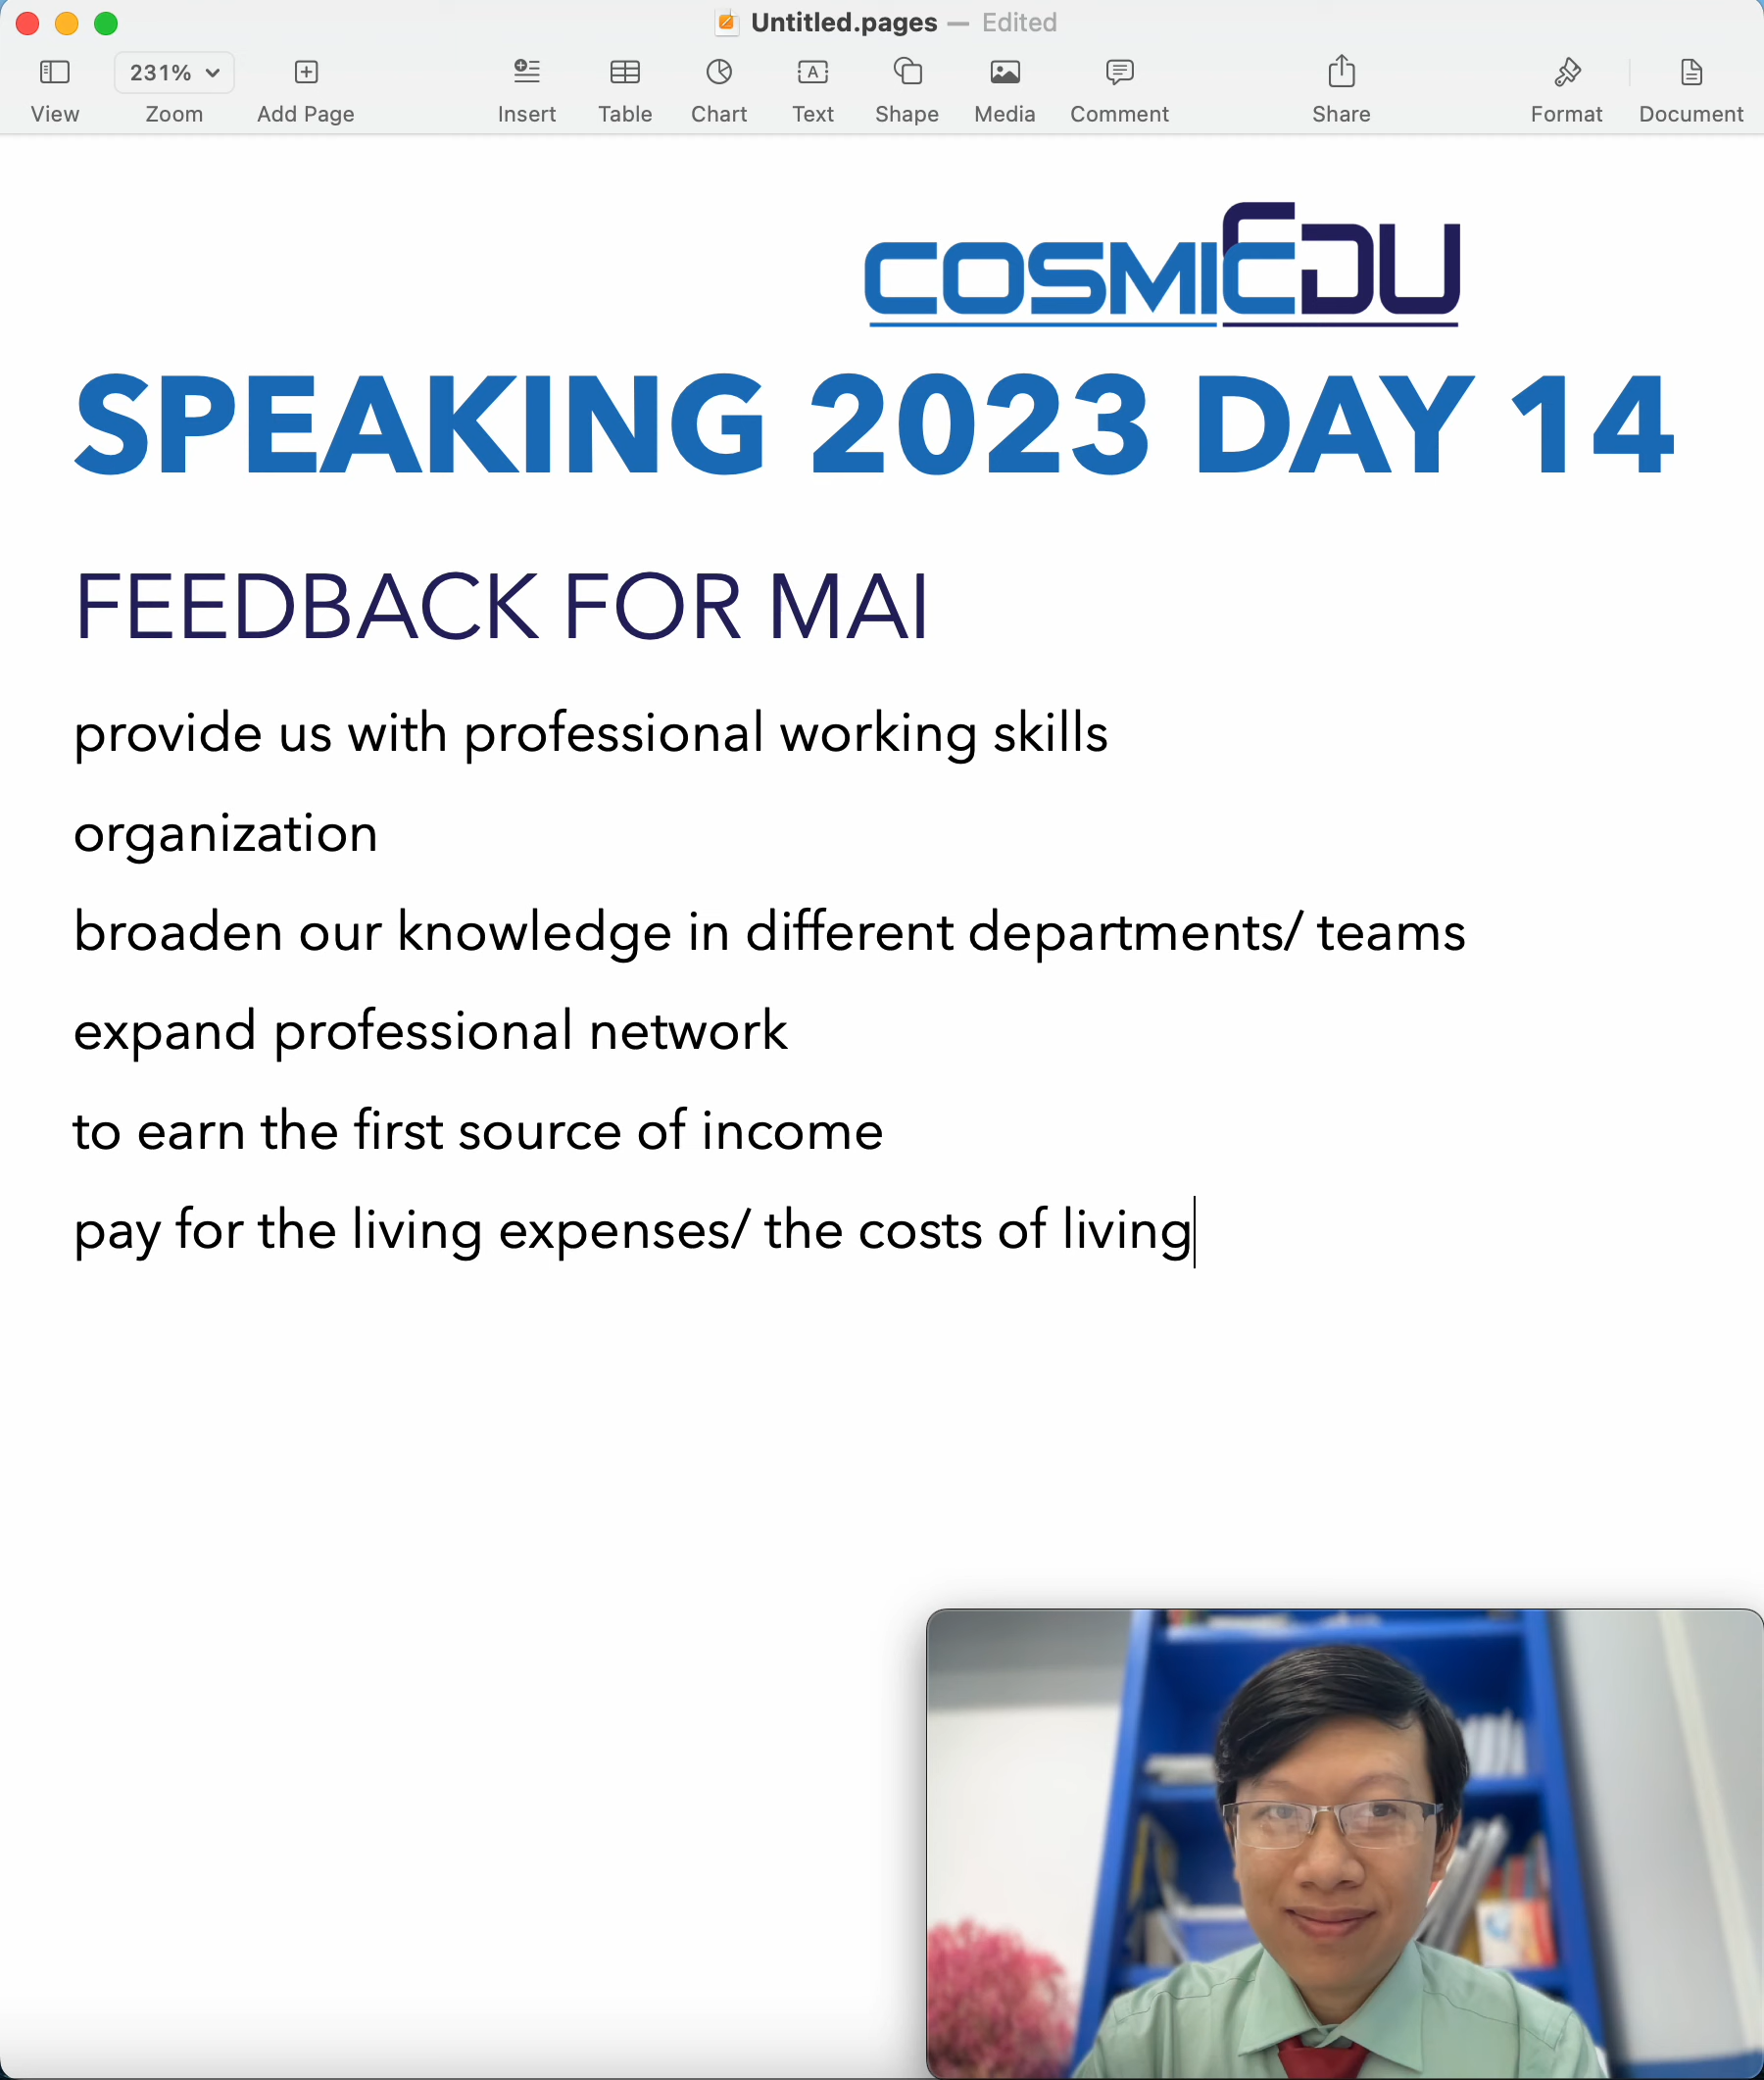 Untitled.pages — Edited
231%
View Zoom Add Page Insert Table Chart Text Shape Media Comment Share Format Document
COSMIEDU
SPEAKING 2023 DAY 14
FEEDBACK FOR MAI
provide us with professional working skills
organization
broaden our knowledge in different departments/ teams
expand professional network
to earn the first source of income
pay for the living expenses/ the costs of living